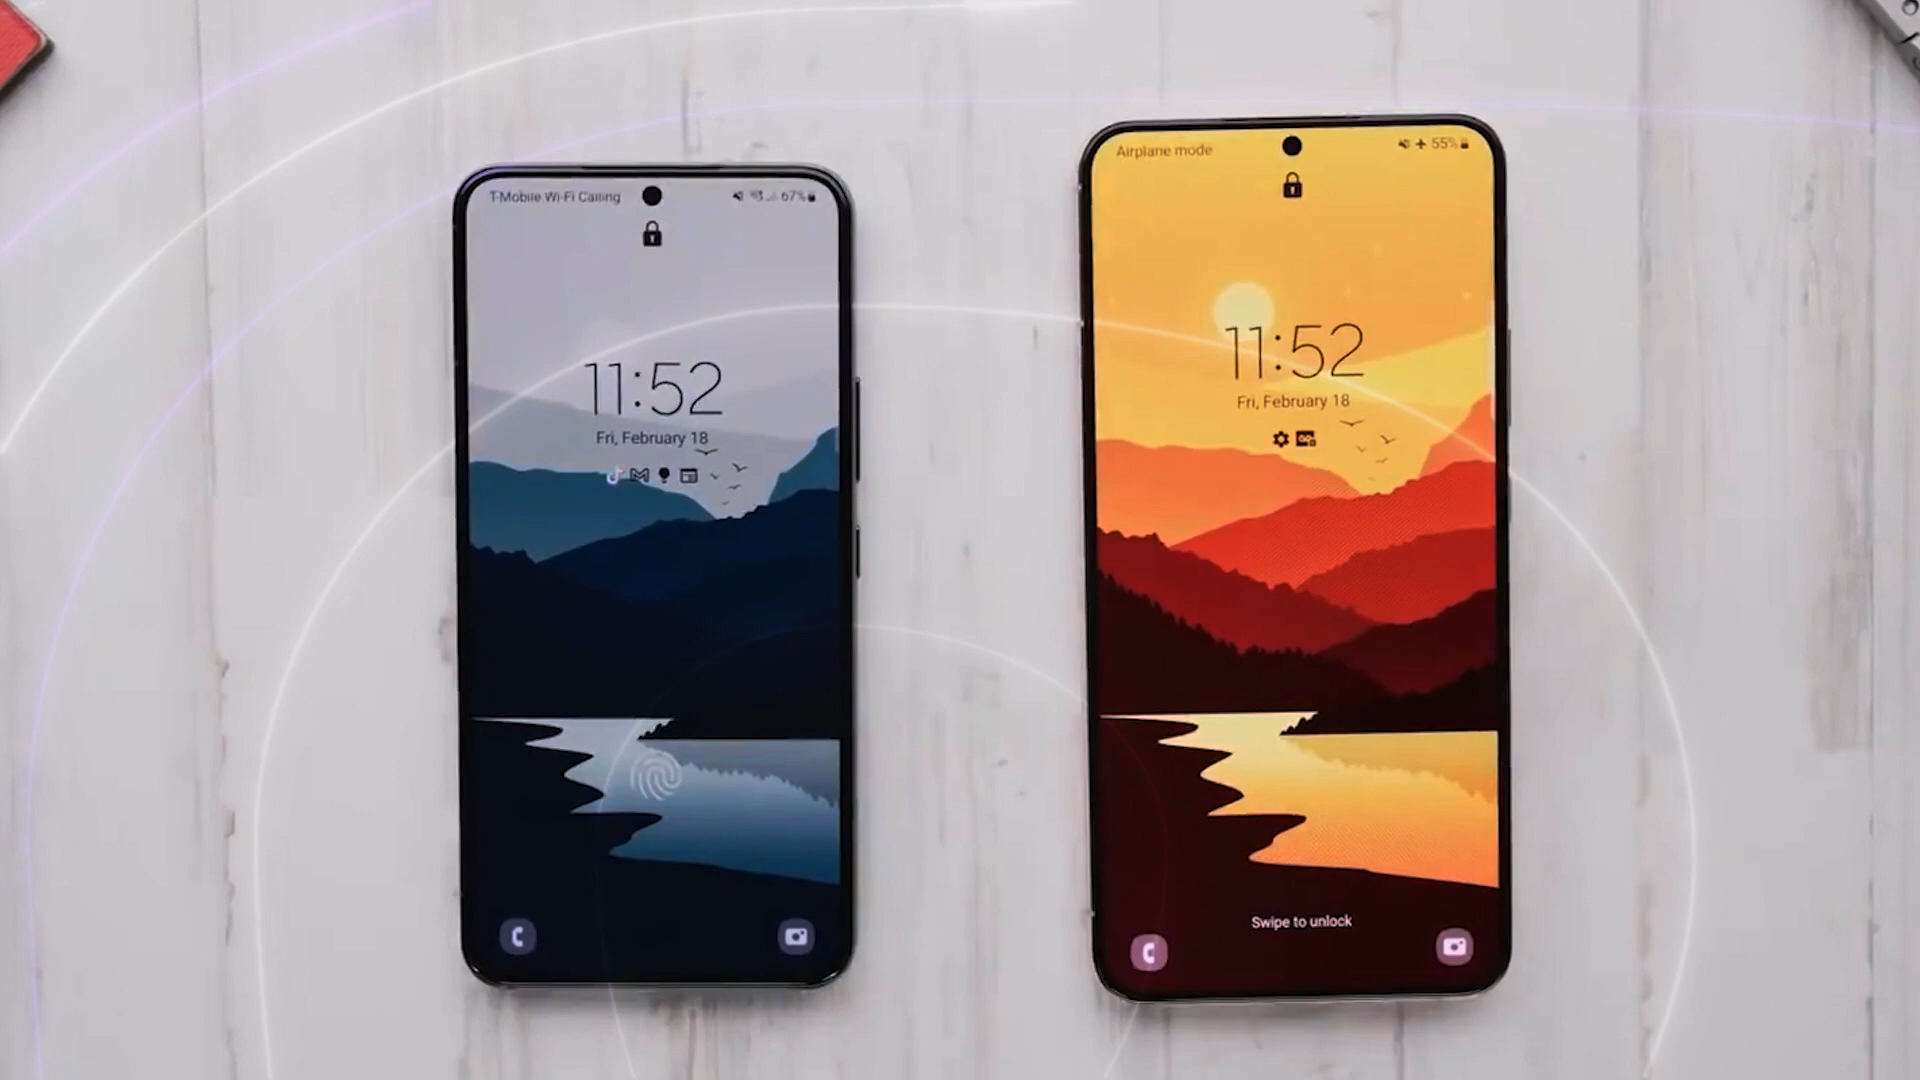 T-Mobile Wi-Fi Calling
67%
11:52
Fri, February 18
Airplane mode
55%
11:52
Fri, February 18
Swipe to unlock